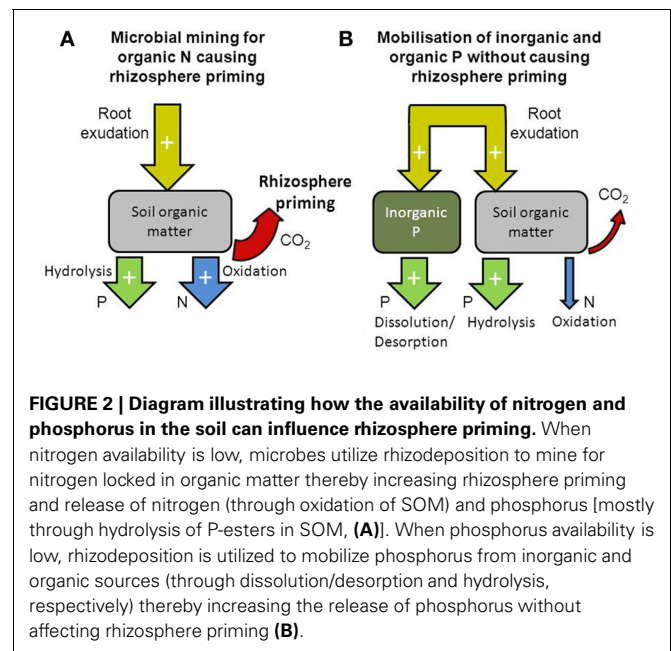 A
Microbial mining for
organic N causing
rhizosphere priming
Root
exudation
+
Soil organic
matter
Rhizosphere
priming
CO₂
Hydrolysis
+
P
+
Oxidation
N
B
Mobilisation of inorganic and
organic P without causing
rhizosphere priming
Root
exudation
+
+
Inorganic
P
Soil organic
matter
CO₂
+
P
Dissolution/
Desorption
+
P
Hydrolysis
N
Oxidation
FIGURE 2 | Diagram illustrating how the availability of nitrogen and
phosphorus in the soil can influence rhizosphere priming. When
nitrogen availability is low, microbes utilize rhizodeposition to mine for
nitrogen locked in organic matter thereby increasing rhizosphere priming
and release of nitrogen (through oxidation of SOM) and phosphorus [mostly
through hydrolysis of P-esters in SOM, (A)]. When phosphorus availability is
low, rhizodeposition is utilized to mobilize phosphorus from inorganic and
organic sources (through dissolution/desorption and hydrolysis,
respectively) thereby increasing the release of phosphorus without
affecting rhizosphere priming (B).